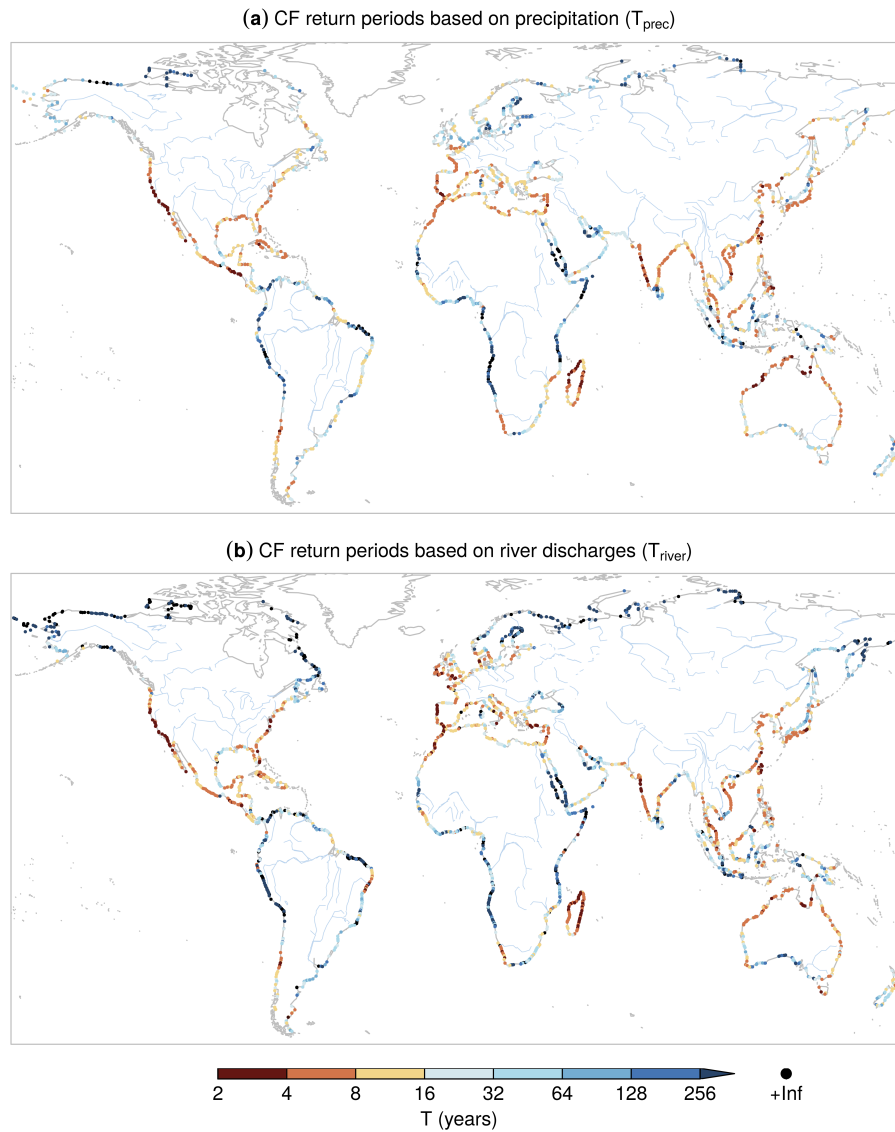 (a) CF return periods based on precipitation (Tprec)
(b) CF return periods based on river discharges (Triver)
2 4 8 16 32 64 128 256 +Inf
T (years)